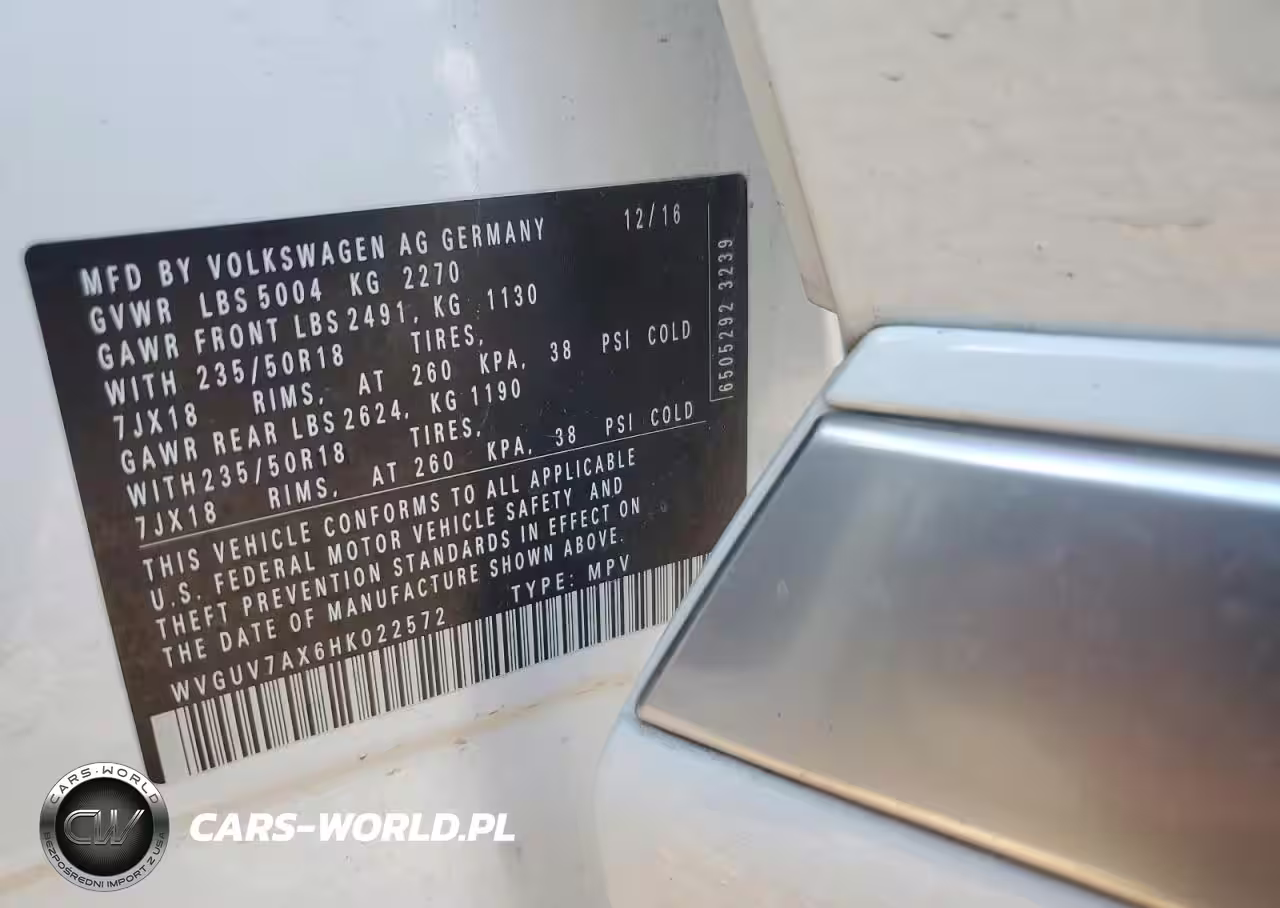 MFD BY VOLKSWAGEN AG GERMANY 12/16
GVWR LBS 5004 KG 2270
GAWR FRONT LBS 2491, KG 1130
WITH 235/50R18 TIRES,
7JX18 RIMS, AT 260 KPA, 38 PSI COLD
GAWR REAR LBS 2624, KG 1190
WITH 235/50R18 TIRES,
7JX18 RIMS, AT 260 KPA, 38 PSI COLD
THIS VEHICLE CONFORMS TO ALL APPLICABLE
U.S. FEDERAL MOTOR VEHICLE SAFETY AND
THEFT PREVENTION STANDARDS IN EFFECT ON
THE DATE OF MANUFACTURE SHOWN ABOVE.
WVGUV7AX6HK022572 TYPE: MPV
6505292 3239
CARS-WORLD
CW
BEZPOŚREDNI IMPORT Z USA
CARS-WORLD.PL